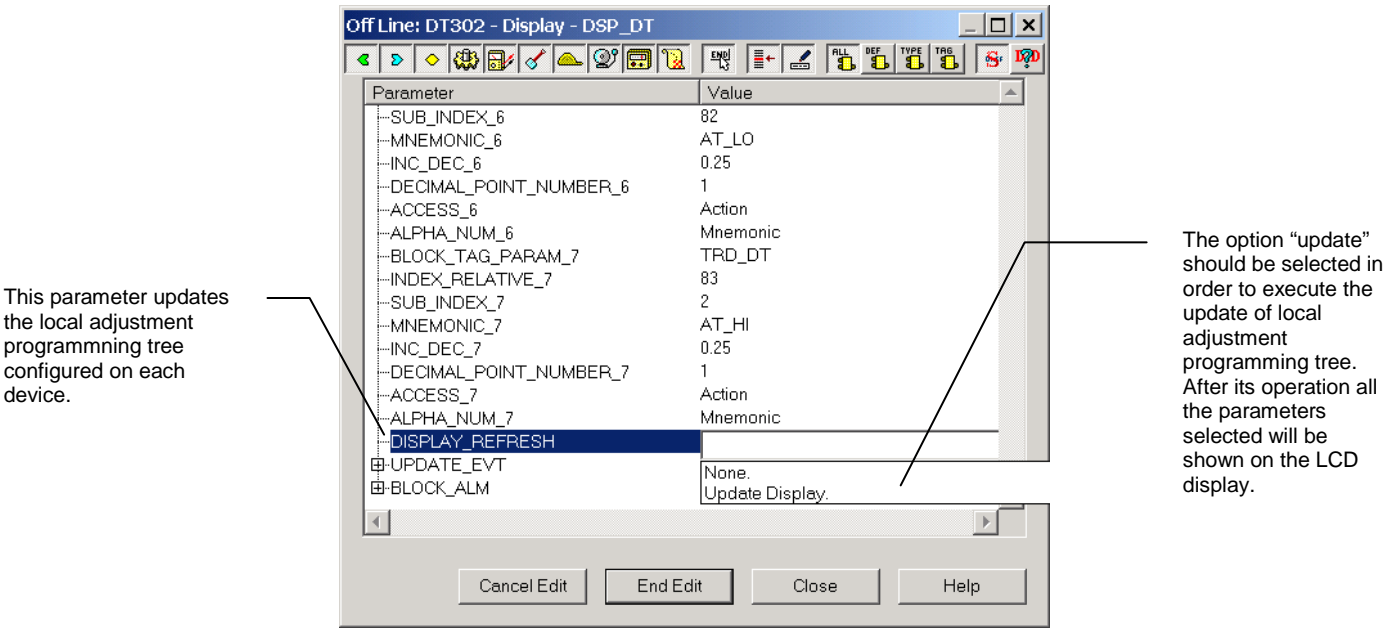 Off Line: DT302 - Display - DSP_DT
ALL DEF TYPE TAG
Parameter Value
SUB_INDEX_6 82
MNEMONIC_6 AT_LO
INC_DEC_6 0.25
DECIMAL_POINT_NUMBER_6 1
ACCESS_6 Action
ALPHA_NUM_6 Mnemonic
BLOCK_TAG_PARAM_7 TRD_DT
INDEX_RELATIVE_7 83
SUB_INDEX_7 2
MNEMONIC_7 AT_HI
INC_DEC_7 0.25
DECIMAL_POINT_NUMBER_7 1
ACCESS_7 Action
ALPHA_NUM_7 Mnemonic
DISPLAY_REFRESH
UPDATE_EVT
BLOCK_ALM
None.
Update Display.
Cancel Edit End Edit Close Help
This parameter updates
the local adjustment
programmning tree
configured on each
device.
The option “update”
should be selected in
order to execute the
update of local
adjustment
programming tree.
After its operation all
the parameters
selected will be
shown on the LCD
display.